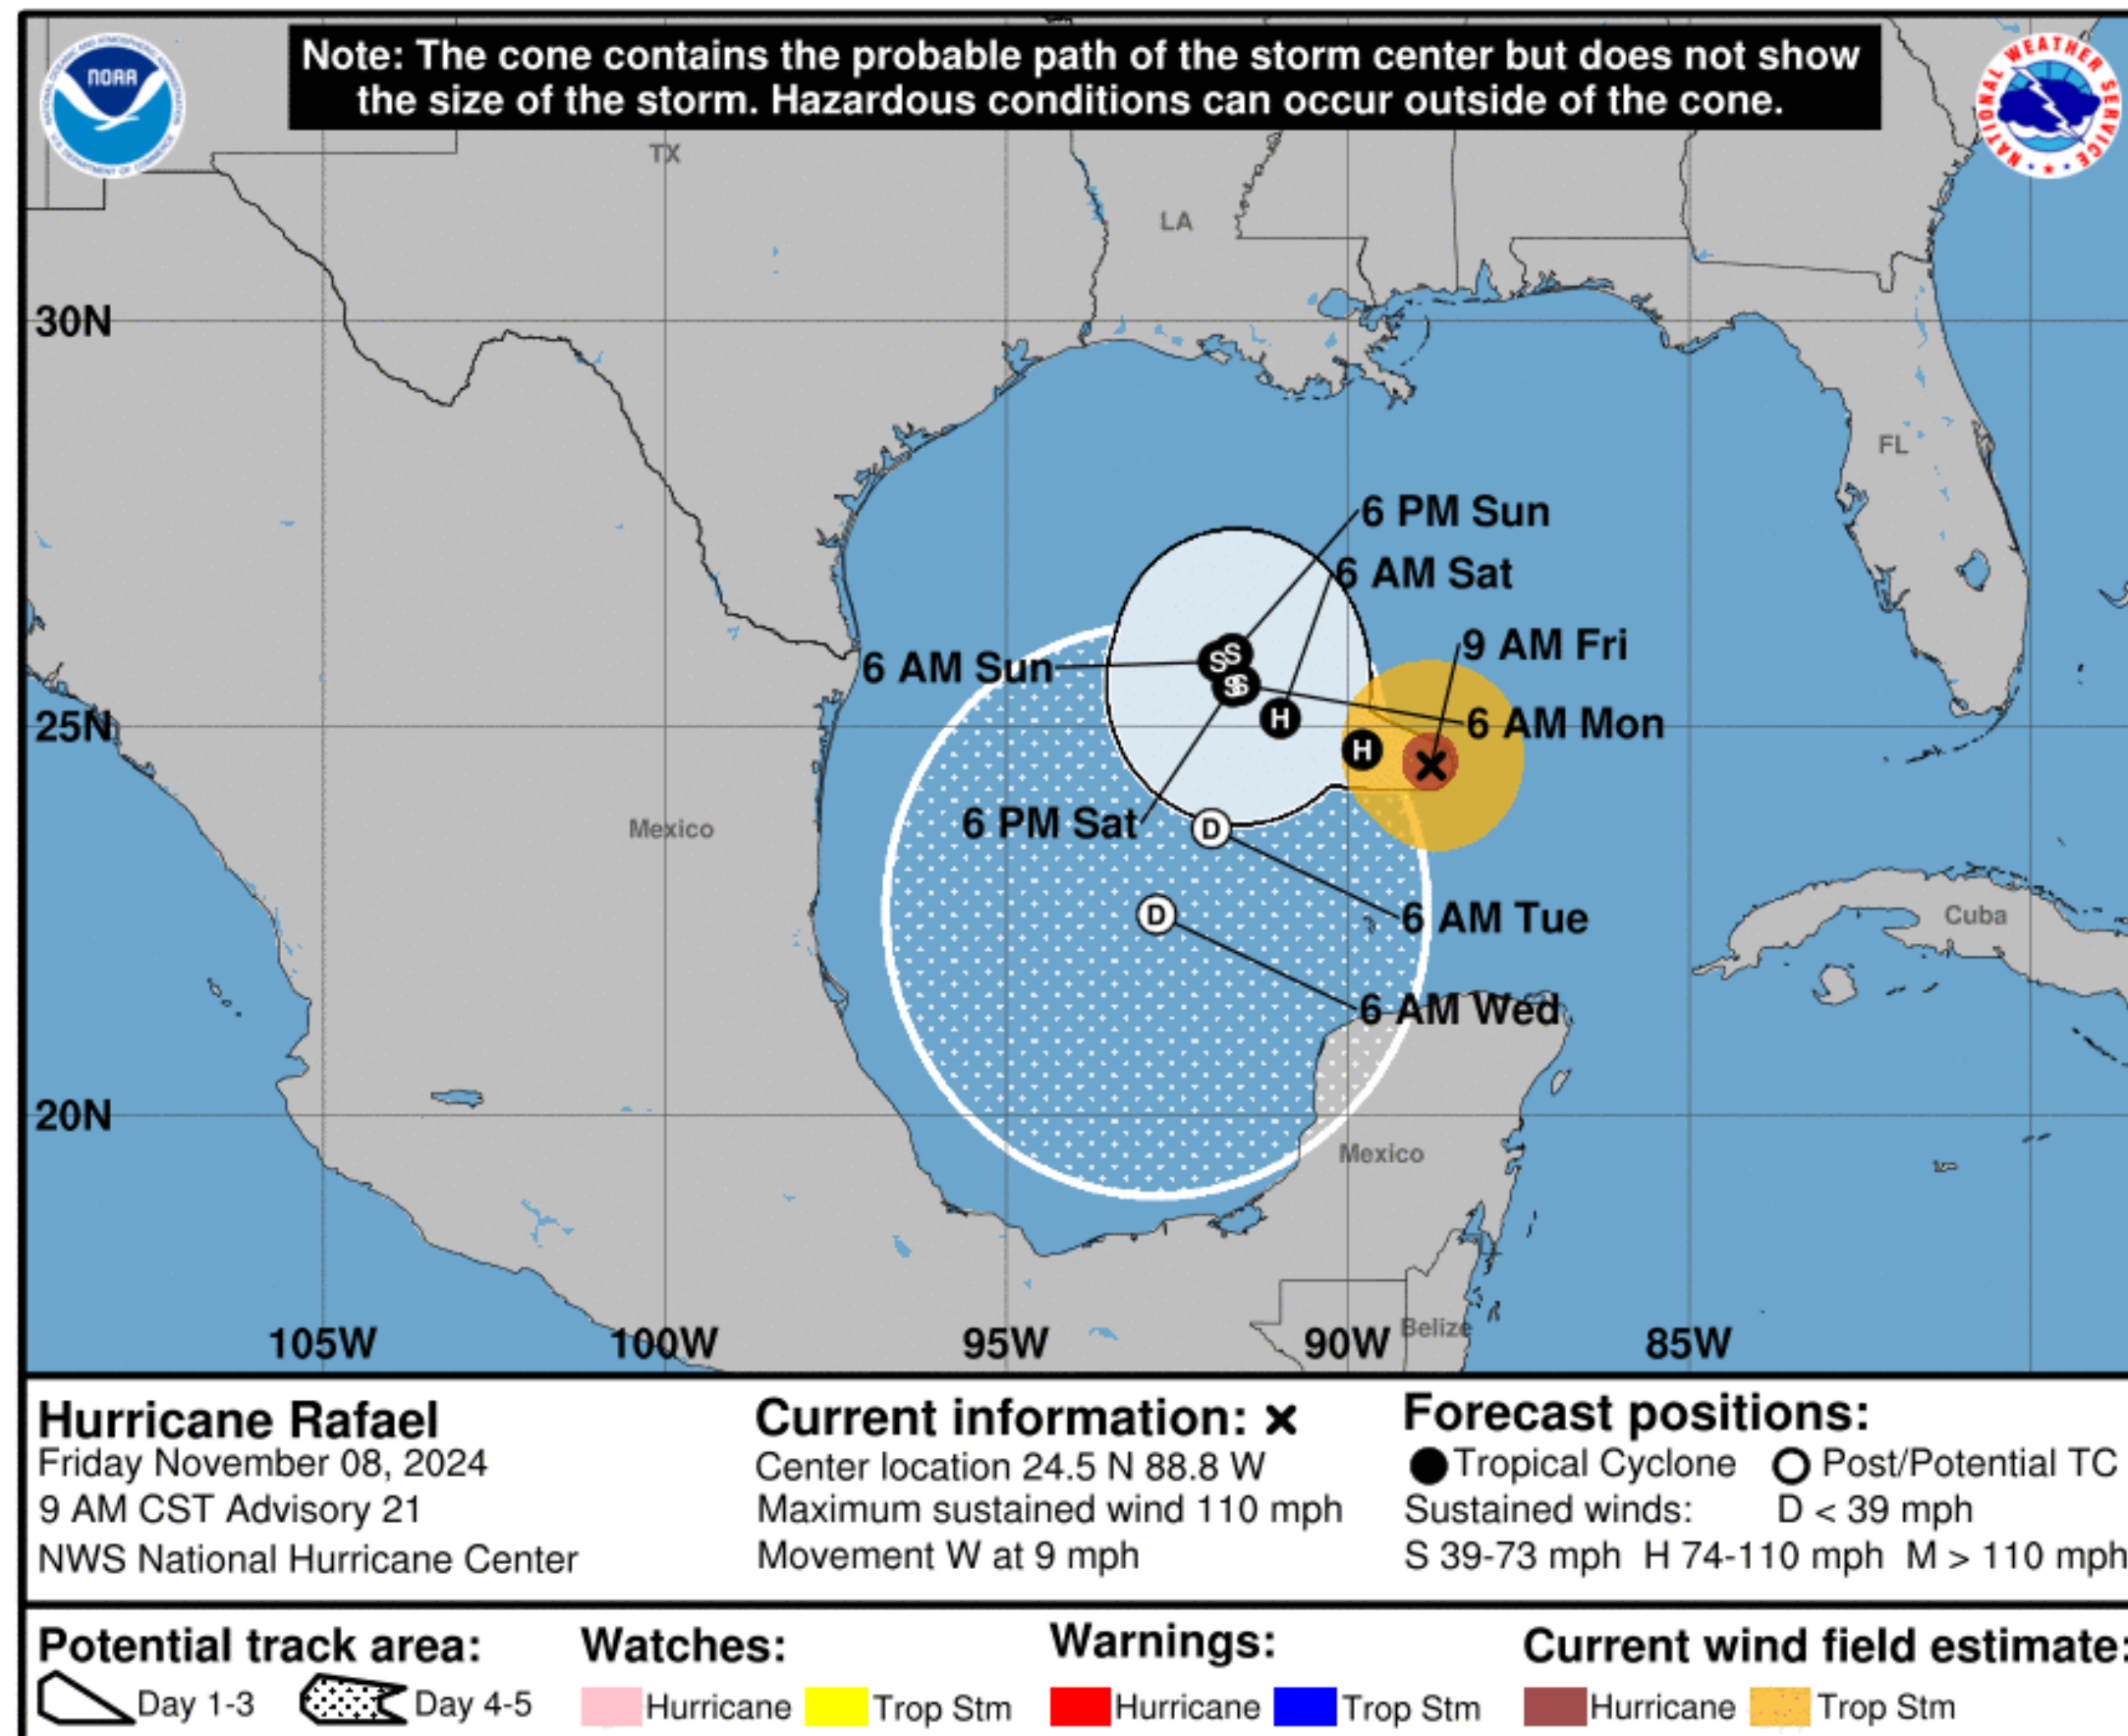 Note: The cone contains the probable path of the storm center but does not show
the size of the storm. Hazardous conditions can occur outside of the cone.
NOAA
NATIONAL WEATHER SERVICE
TX
LA
30N
FL
6 PM Sun
6 AM Sat
9 AM Fri
6 AM Sun
S
S
S
S
H
6 AM Mon
25N
H
6 PM Sat
Mexico
D
D
6 AM Tue
Cuba
6 AM Wed
20N
Mexico
Belize
105W
100W
95W
90W
85W
Hurricane Rafael
Friday November 08, 2024
9 AM CST Advisory 21
NWS National Hurricane Center
Current information: ×
Center location 24.5 N 88.8 W
Maximum sustained wind 110 mph
Movement W at 9 mph
Forecast positions:
Tropical Cyclone Post/Potential TC
Sustained winds: D < 39 mph
S 39-73 mph H 74-110 mph M > 110 mph
Potential track area:
Day 1-3 Day 4-5
Watches:
Hurricane Trop Stm
Warnings:
Hurricane Trop Stm
Current wind field estimate:
Hurricane Trop Stm